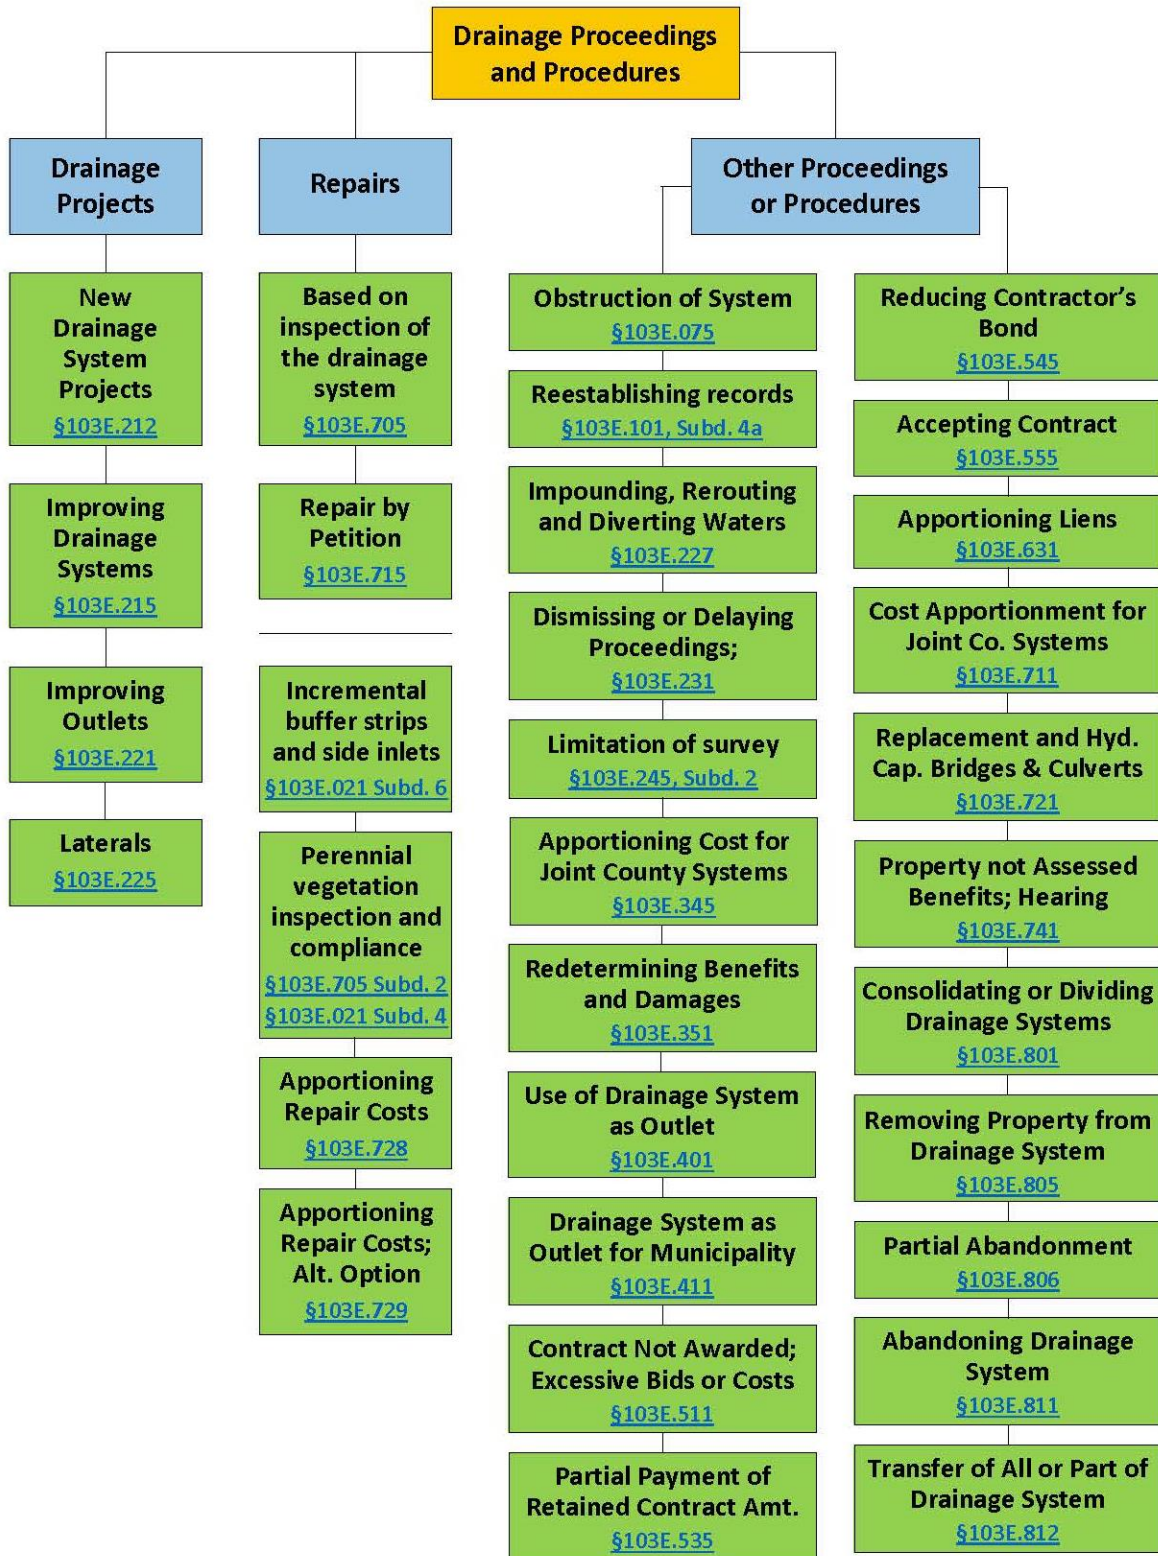 Drainage Proceedings
and Procedures
Drainage
Projects
New
Drainage
System
Projects
§103E.212
Improving
Drainage
Systems
§103E.215
Improving
Outlets
§103E.221
Laterals
§103E.225
Repairs
Based on
inspection of
the drainage
system
§103E.705
Repair by
Petition
§103E.715
Incremental
buffer strips
and side inlets
§103E.021 Subd. 6
Perennial
vegetation
inspection and
compliance
§103E.705 Subd. 2
§103E.021 Subd. 4
Apportioning
Repair Costs
§103E.728
Apportioning
Repair Costs;
Alt. Option
§103E.729
Other Proceedings
or Procedures
Obstruction of System
§103E.075
Reestablishing records
§103E.101, Subd. 4a
Impounding, Rerouting
and Diverting Waters
§103E.227
Dismissing or Delaying
Proceedings;
§103E.231
Limitation of survey
§103E.245, Subd. 2
Apportioning Cost for
Joint County Systems
§103E.345
Redetermining Benefits
and Damages
§103E.351
Use of Drainage System
as Outlet
§103E.401
Drainage System as
Outlet for Municipality
§103E.411
Contract Not Awarded;
Excessive Bids or Costs
§103E.511
Partial Payment of
Retained Contract Amt.
§103E.535
Reducing Contractor’s
Bond
§103E.545
Accepting Contract
§103E.555
Apportioning Liens
§103E.631
Cost Apportionment for
Joint Co. Systems
§103E.711
Replacement and Hyd.
Cap. Bridges & Culverts
§103E.721
Property not Assessed
Benefits; Hearing
§103E.741
Consolidating or Dividing
Drainage Systems
§103E.801
Removing Property from
Drainage System
§103E.805
Partial Abandonment
§103E.806
Abandoning Drainage
System
§103E.811
Transfer of All or Part of
Drainage System
§103E.812